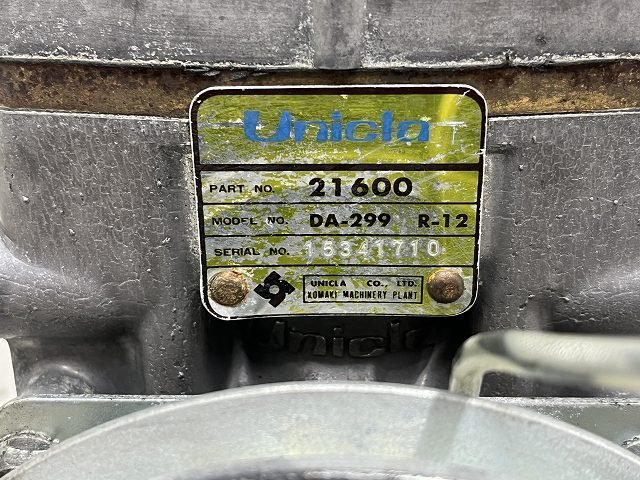 Unicla
PART NO. 21600
MODEL NO. DA-299 R-12
SERIAL NO. 15341710
UNICLA CO., LTD.
KOMAKI MACHINERY PLANT
Unicla